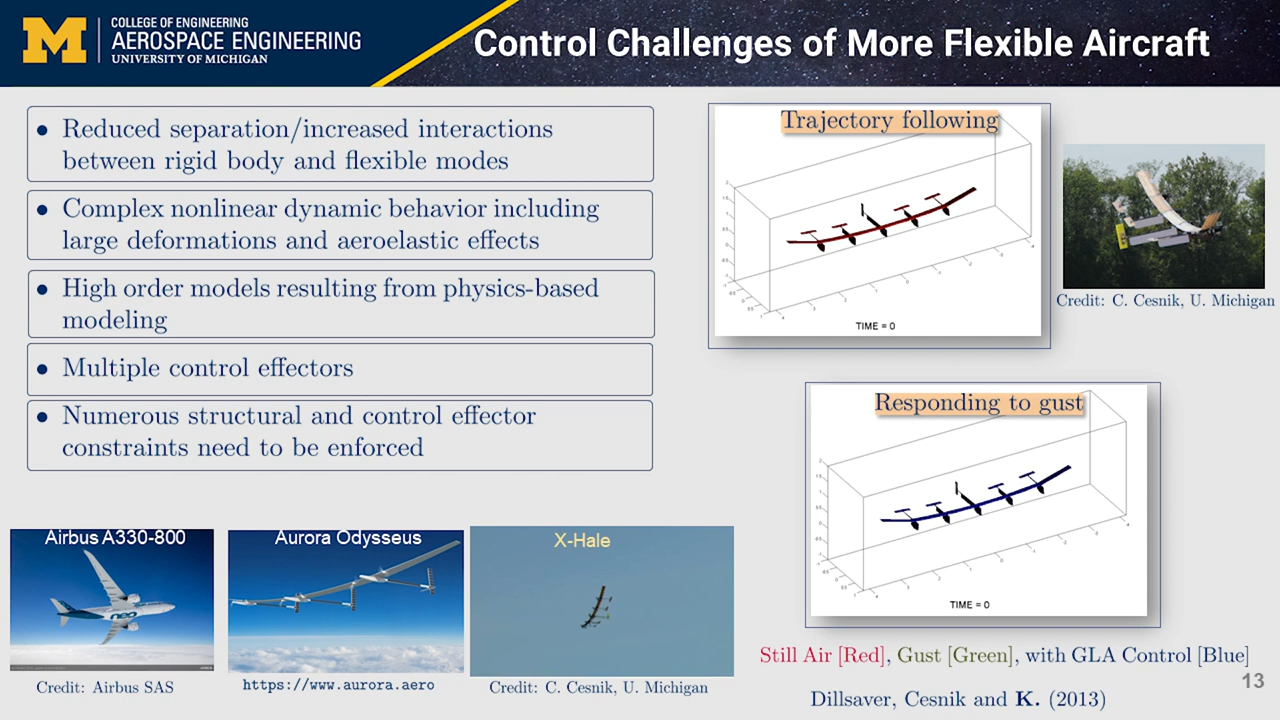 COLLEGE OF ENGINEERING
AEROSPACE ENGINEERING
UNIVERSITY OF MICHIGAN
Control Challenges of More Flexible Aircraft
● Reduced separation/increased interactions
between rigid body and flexible modes
● Complex nonlinear dynamic behavior including
large deformations and aeroelastic effects
● High order models resulting from physics-based
modeling
● Multiple control effectors
● Numerous structural and control effector
constraints need to be enforced
Trajectory following
TIME = 0
Credit: C. Cesnik, U. Michigan
Responding to gust
TIME = 0
Still Air [Red], Gust [Green], with GLA Control [Blue]
Dillsaver, Cesnik and K. (2013)
Airbus A330-800
neo
Credit: Airbus SAS
Aurora Odysseus
https://www.aurora.aero
X-Hale
Credit: C. Cesnik, U. Michigan
13